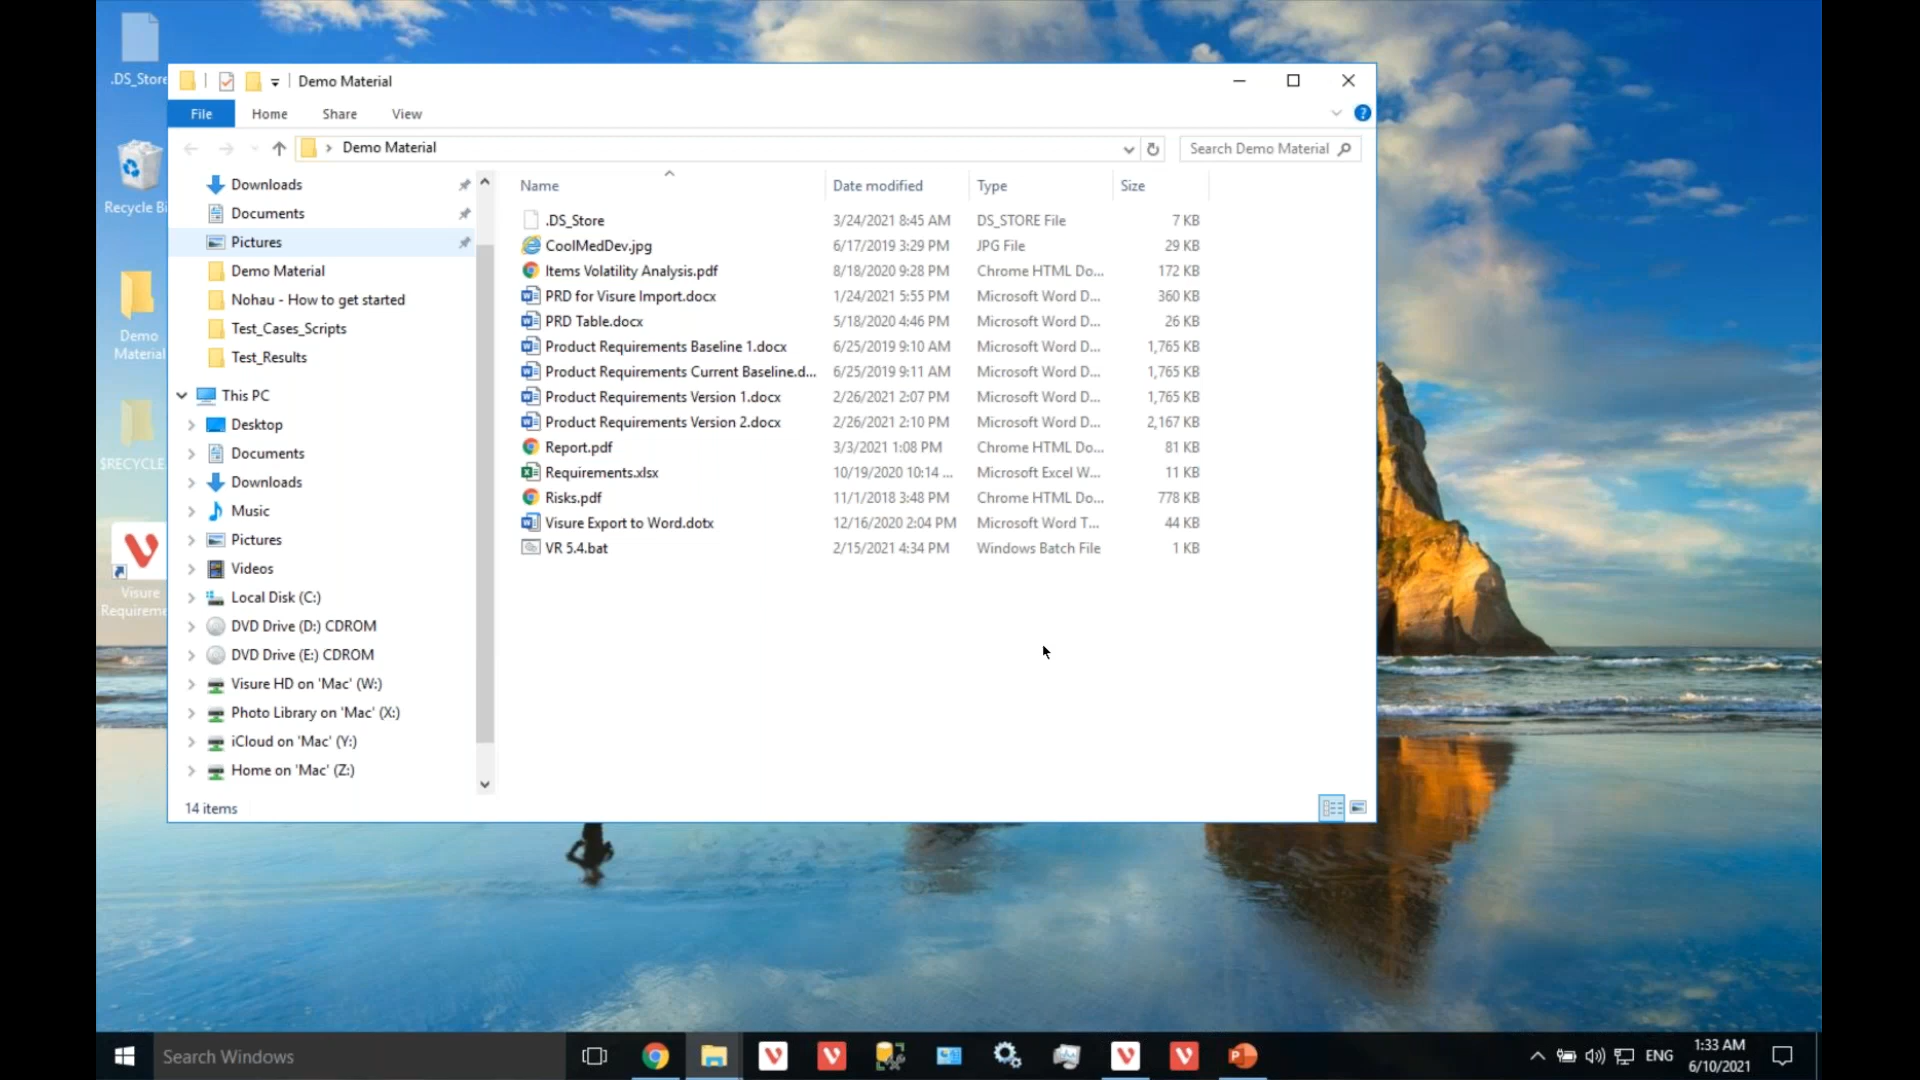 .DS_Store
Recycle Bi
Demo
Material
$RECYCLE
Visure
Requireme
Demo Material
File
Home
Share
View
Demo Material
Search Demo Material
Downloads
Documents
Pictures
Demo Material
Nohau - How to get started
Test_Cases_Scripts
Test_Results
This PC
Desktop
Documents
Downloads
Music
Pictures
Videos
Local Disk (C:)
DVD Drive (D:) CDROM
DVD Drive (E:) CDROM
Visure HD on 'Mac' (W:)
Photo Library on 'Mac' (X:)
iCloud on 'Mac' (Y:)
Home on 'Mac' (Z:)
Name Date modified Type Size
.DS_Store 3/24/2021 8:45 AM DS_STORE File 7 KB
CoolMedDev.jpg 6/17/2019 3:29 PM JPG File 29 KB
Items Volatility Analysis.pdf 8/18/2020 9:28 PM Chrome HTML Do... 172 KB
PRD for Visure Import.docx 1/24/2021 5:55 PM Microsoft Word D... 360 KB
PRD Table.docx 5/18/2020 4:46 PM Microsoft Word D... 26 KB
Product Requirements Baseline 1.docx 6/25/2019 9:10 AM Microsoft Word D... 1,765 KB
Product Requirements Current Baseline.d... 6/25/2019 9:11 AM Microsoft Word D... 1,765 KB
Product Requirements Version 1.docx 2/26/2021 2:07 PM Microsoft Word D... 1,765 KB
Product Requirements Version 2.docx 2/26/2021 2:10 PM Microsoft Word D... 2,167 KB
Report.pdf 3/3/2021 1:08 PM Chrome HTML Do... 81 KB
Requirements.xlsx 10/19/2020 10:14 ... Microsoft Excel W... 11 KB
Risks.pdf 11/1/2018 3:48 PM Chrome HTML Do... 778 KB
Visure Export to Word.dotx 12/16/2020 2:04 PM Microsoft Word T... 44 KB
VR 5.4.bat 2/15/2021 4:34 PM Windows Batch File 1 KB
14 items
Search Windows
ENG
1:33 AM
6/10/2021